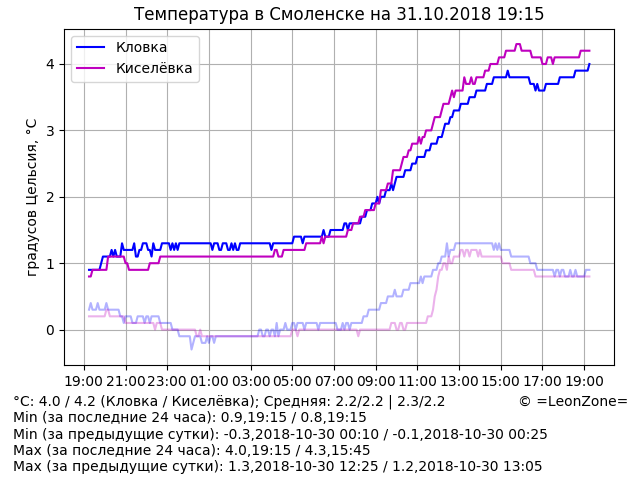 Температура в Смоленске на 31.10.2018 19:15
Кловка
Киселёвка
градусов Цельсия, °C
4
3
2
1
0
19:00 21:00 23:00 01:00 03:00 05:00 07:00 09:00 11:00 13:00 15:00 17:00 19:00
°C: 4.0 / 4.2 (Кловка / Киселёвка); Средняя: 2.2/2.2 | 2.3/2.2 © =LeonZone=
Min (за последние 24 часа): 0.9,19:15 / 0.8,19:15
Min (за предыдущие сутки): -0.3,2018-10-30 00:10 / -0.1,2018-10-30 00:25
Max (за последние 24 часа): 4.0,19:15 / 4.3,15:45
Max (за предыдущие сутки): 1.3,2018-10-30 12:25 / 1.2,2018-10-30 13:05